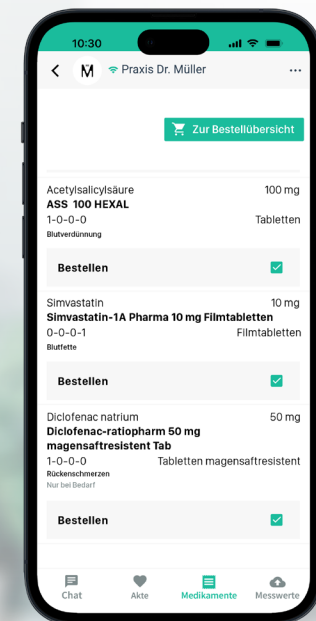 10:30
M
Praxis Dr. Müller
Zur Bestellübersicht
Acetylsalicylsäure 100 mg
ASS 100 HEXAL
1-0-0-0 Tabletten
Blutverdünnung
Bestellen
Simvastatin 10 mg
Simvastatin-1A Pharma 10 mg Filmtabletten
0-0-0-1 Filmtabletten
Blutfette
Bestellen
Diclofenac natrium 50 mg
Diclofenac-ratiopharm 50 mg
magensaftresistent Tab
1-0-0-0 Tabletten magensaftresistent
Rückenschmerzen
Nur bei Bedarf
Bestellen
Chat Akte Medikamente Messwerte